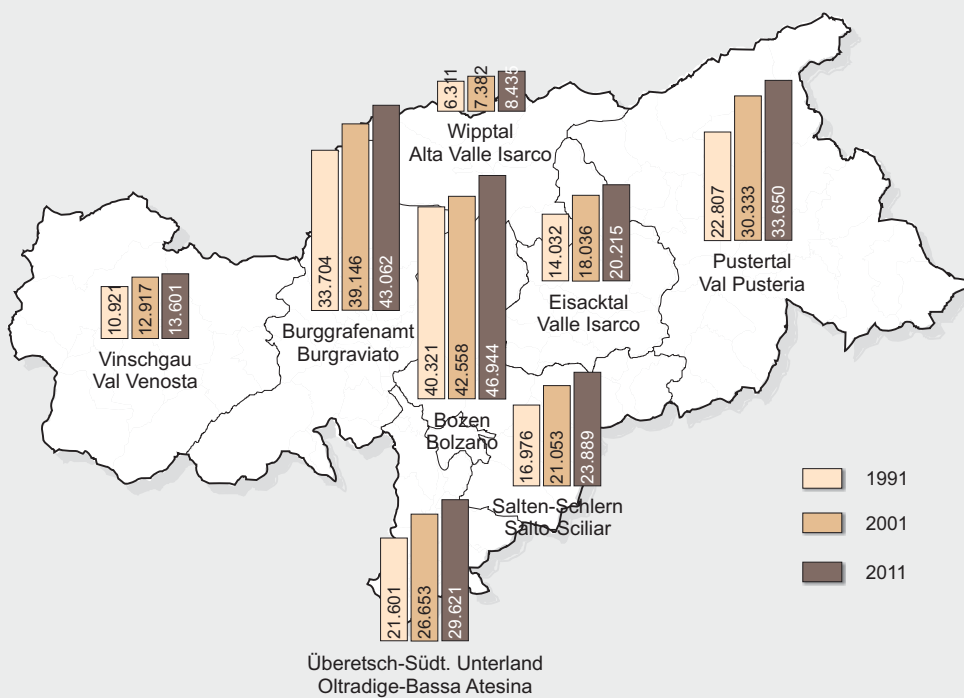 6.311
7.382
8.435
Wipptal
Alta Valle Isarco
33.704
39.146
43.062
Burggrafenamt
Burgraviato
40.321
42.558
46.944
Bozen
Bolzano
14.032
18.036
20.215
Eisacktal
Valle Isarco
22.807
30.333
33.650
Pustertal
Val Pusteria
10.921
12.917
13.601
Vinschgau
Val Venosta
16.976
21.053
23.889
Salten-Schlern
Salto-Sciliar
21.601
26.653
29.621
Überetsch-Südt. Unterland
Oltradige-Bassa Atesina
1991
2001
2011